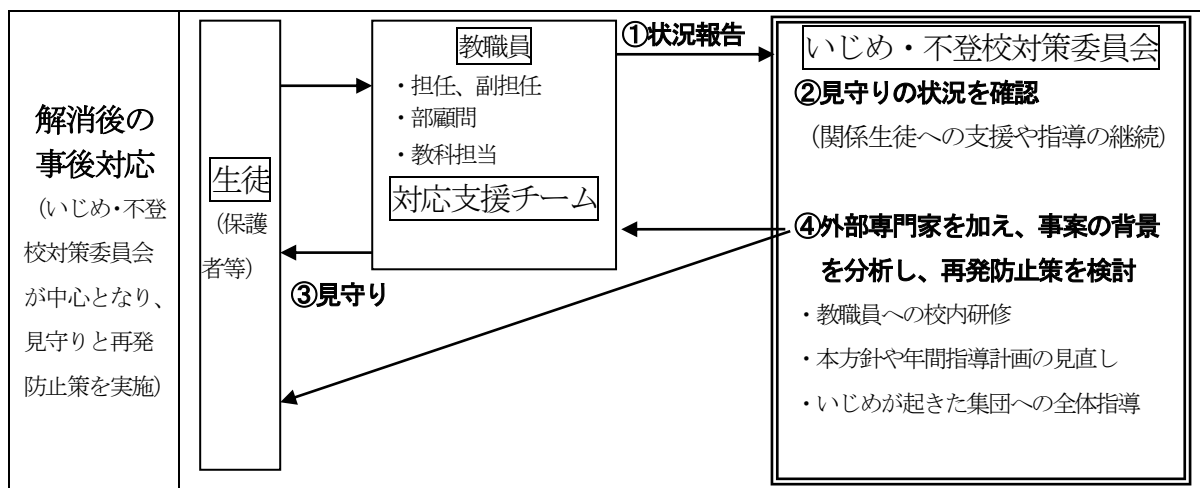 解消後の
事後対応
（いじめ・不登
校対策委員会
が中心となり、
見守りと再発
防止策を実施）
生徒
（保護
者等）
教職員
・担任、副担任
・部顧問
・教科担当
対応支援チーム
①状況報告
③見守り
いじめ・不登校対策委員会
②見守りの状況を確認
（関係生徒への支援や指導の継続）
④外部専門家を加え、事案の背景
を分析し、再発防止策を検討
・教職員への校内研修
・本方針や年間指導計画の見直し
・いじめが起きた集団への全体指導